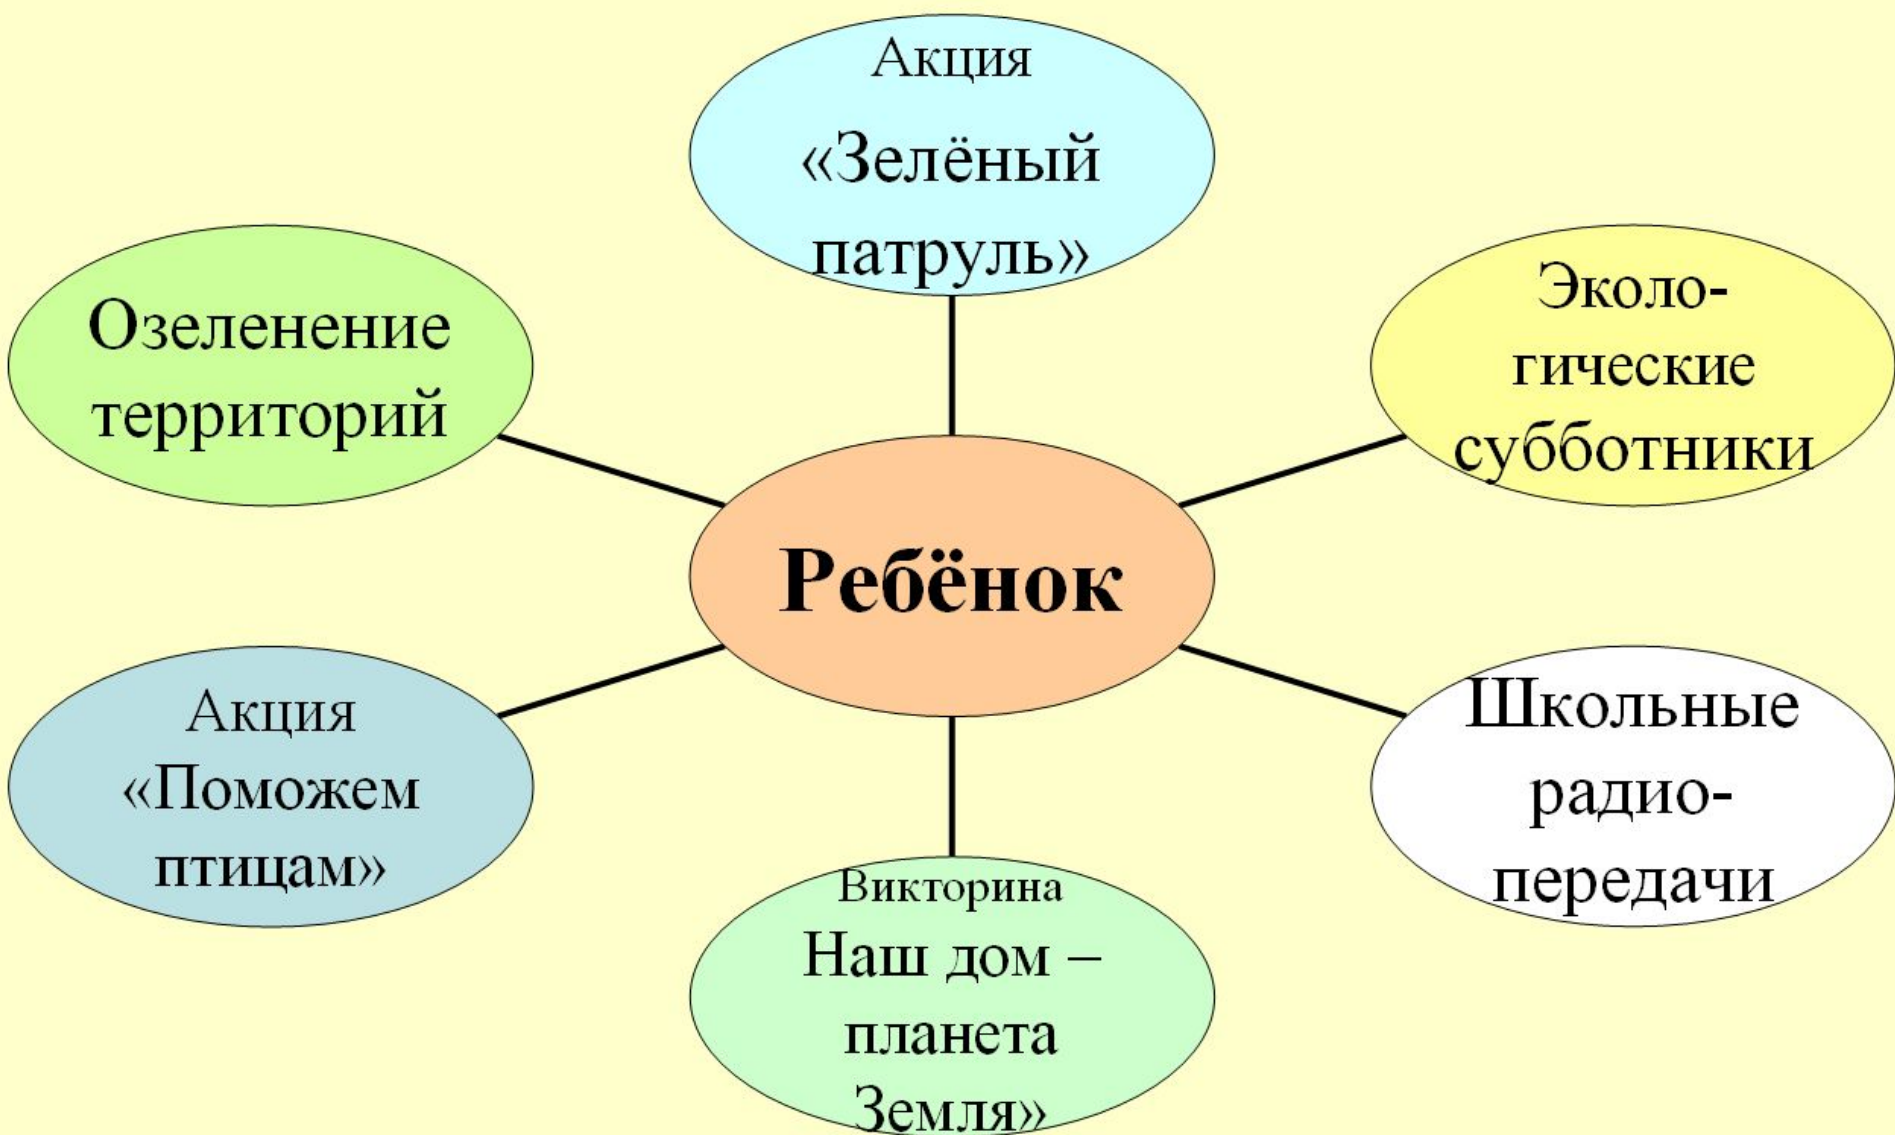 Акция
«Зелёный
патруль»
Озеленение
территорий
Эколо-
гические
субботники
Ребёнок
Акция
«Поможем
птицам»
Школьные
радио-
передачи
Викторина
Наш дом –
планета
Земля»